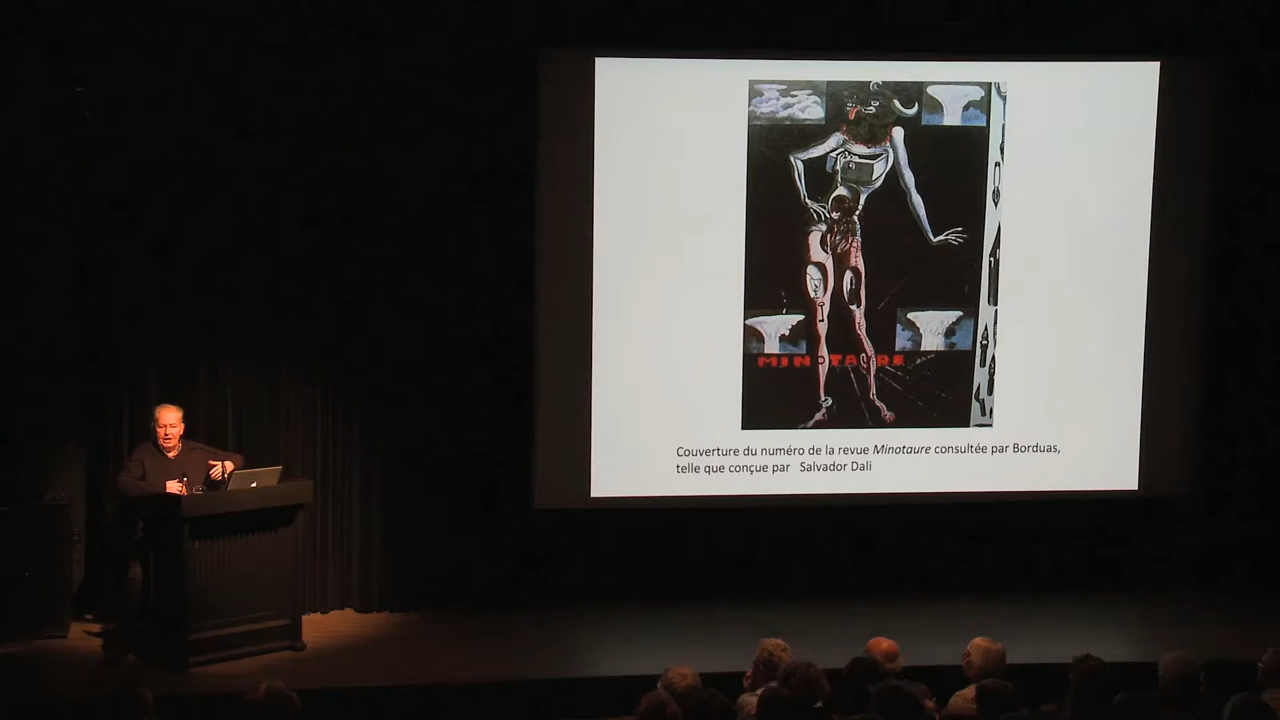 MINOTAURE
Couverture du numéro de la revue Minotaure consultée par Borduas,
telle que conçue par Salvador Dali